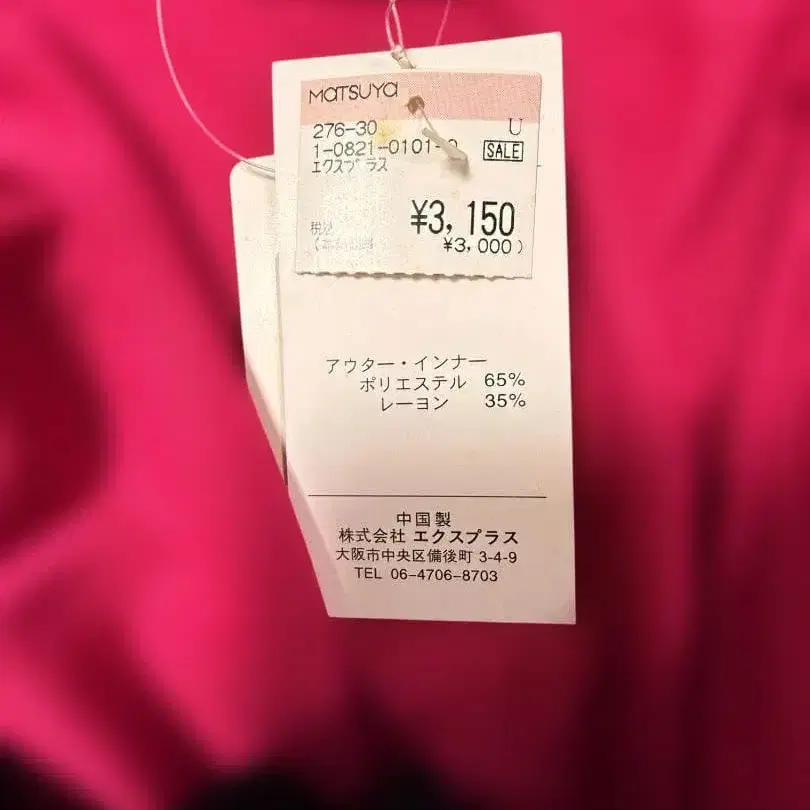 MATSUYA
276-30
U
1-0821-0101-
SALE
エクスプラス
¥3,150
税込
¥3,000)
アウター・インナー
ポリエステル 65%
レーヨン 35%
中国製
株式会社 エクスプラス
大阪市中央区備後町 3-4-9
TEL 06-4706-8703